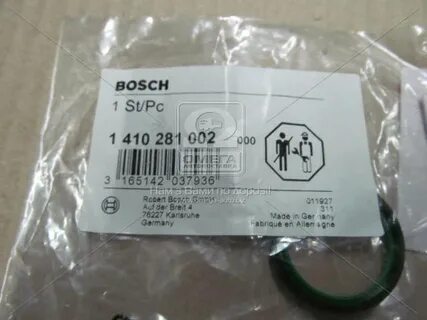 BOSCH
1 St/Pc
1 410 281 002 000
3 165142 037936
Robert Bosch GmbH
Auf der Breit 4
76227 Karlsruhe
Germany
011927
311
Made in Germany
Fabriqué en Allemagne
ОМЕГА